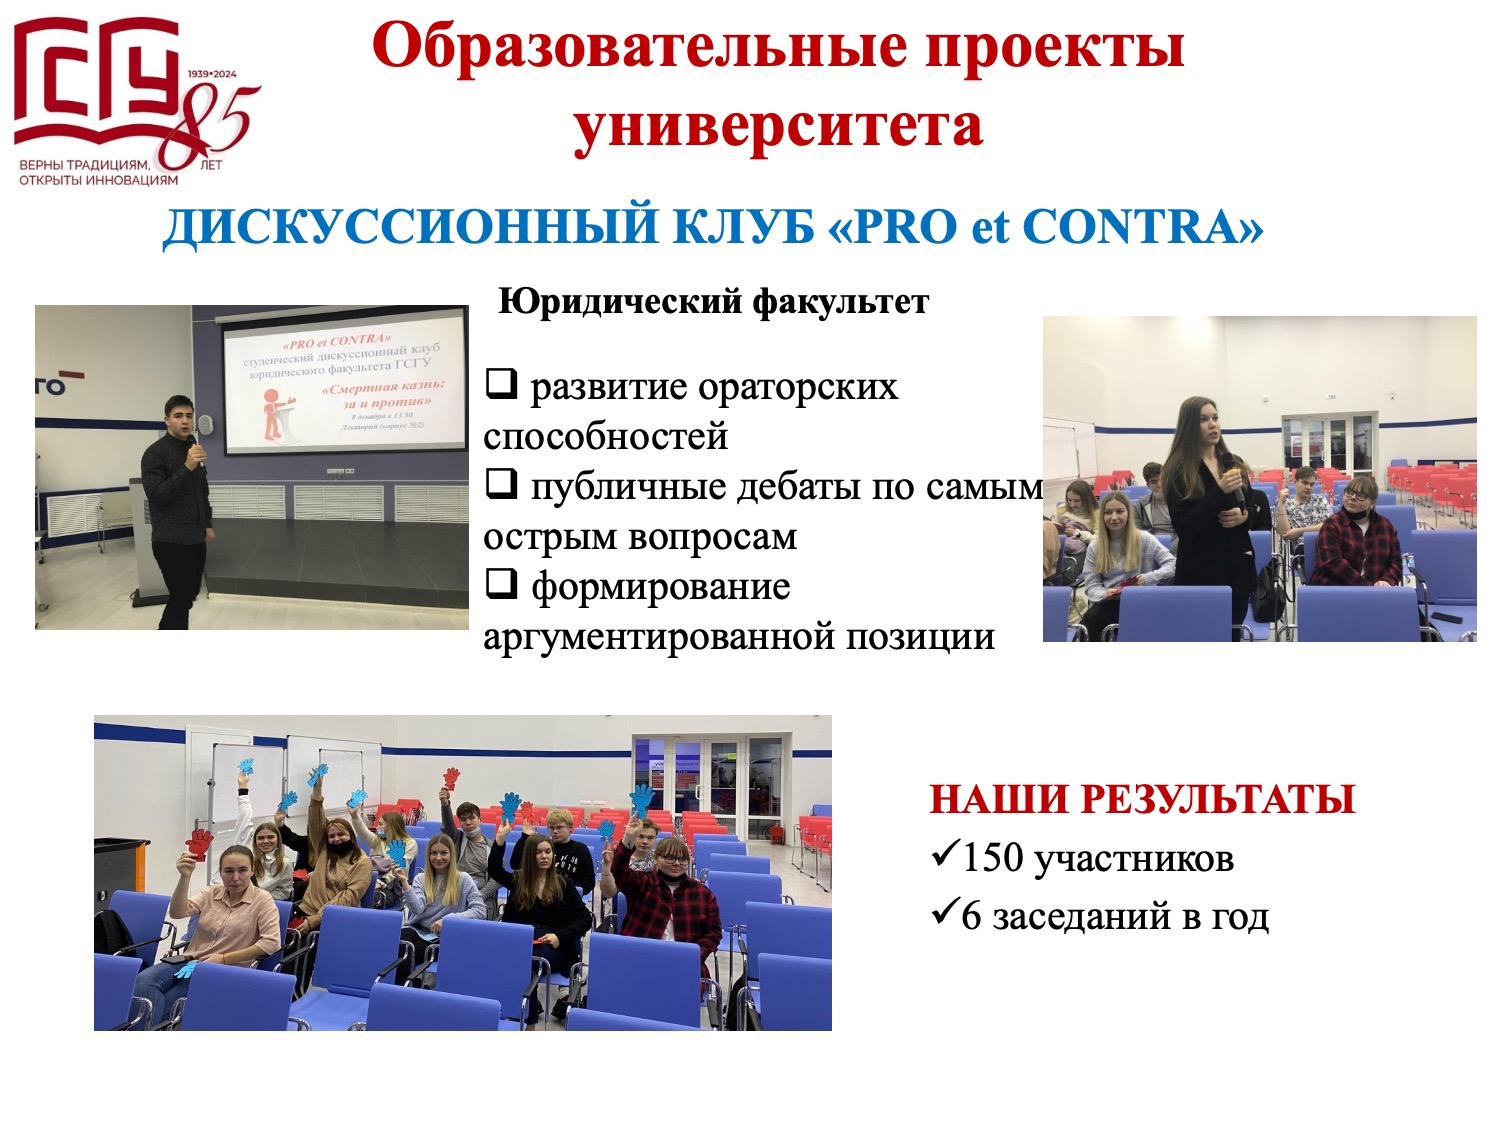 ГСГУ
1939•2024
85
ЛЕТ
ВЕРНЫ ТРАДИЦИЯМ,
ОТКРЫТЫ ИННОВАЦИЯМ
Образовательные проекты
университета
ДИСКУССИОННЫЙ КЛУБ «PRO et CONTRA»
Юридический факультет
«PRO et CONTRA»
студенческий дискуссионный клуб
юридического факультета ГСГУ
«Смертная казнь:
за и против»
8 декабря в 13.50
Лекторий (корпус №2)
развитие ораторских
способностей
публичные дебаты по самым
острым вопросам
формирование
аргументированной позиции
НАШИ РЕЗУЛЬТАТЫ
150 участников
6 заседаний в год